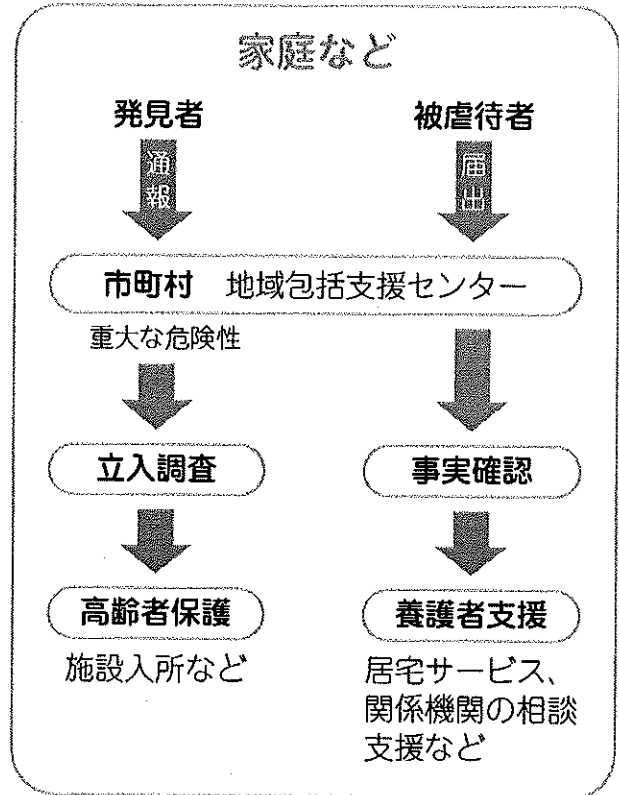 家庭など
発見者
被虐待者
通報
届出
市町村 地域包括支援センター
重大な危険性
立入調査
事実確認
高齢者保護
養護者支援
施設入所など
居宅サービス、
関係機関の相談
支援など